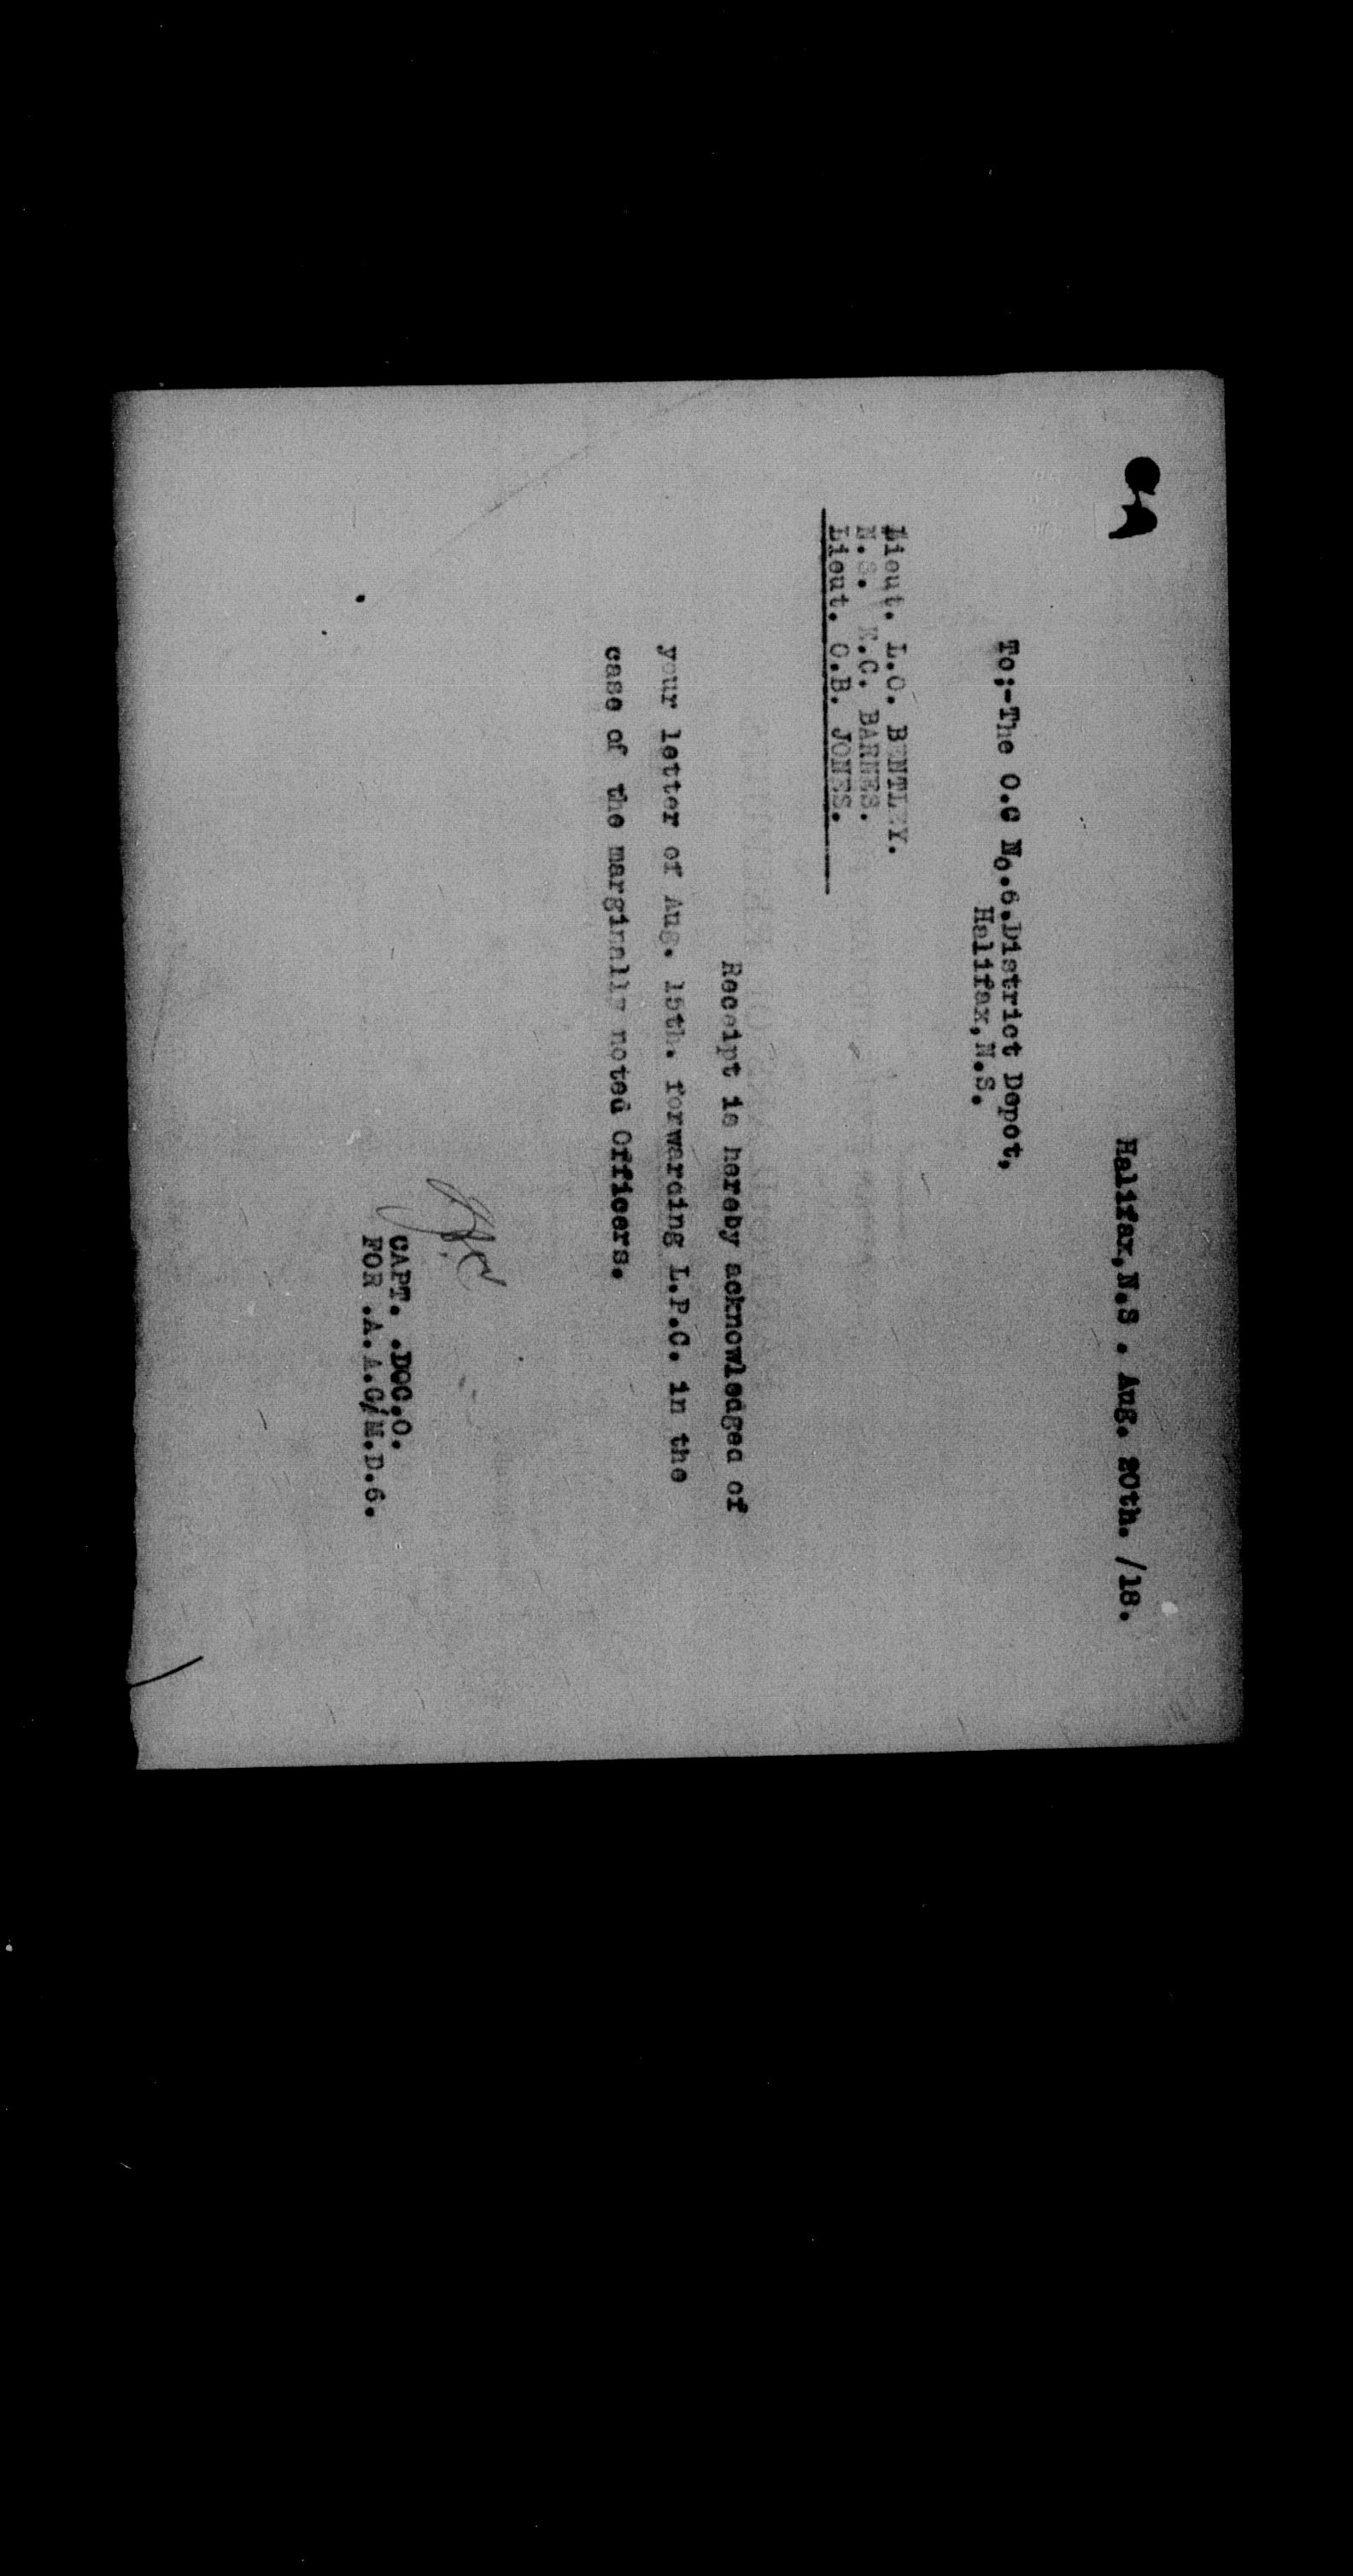 Halifax,N.S . Aug. 20th. /18.
To;-The O.C No.6.District Depot,
Halifax,N.S.
Lieut. L.O. BENTLEY.
N.S. E.C. BARNES.
Lieut. O.B. JONES.
Receipt is hereby acknowledged of
your letter of Aug. 15th. forwarding L.P.C. in the
case of the marginally noted Officers.
CAPT. .DOC.O.
FOR .A.A.G/M.D.6.